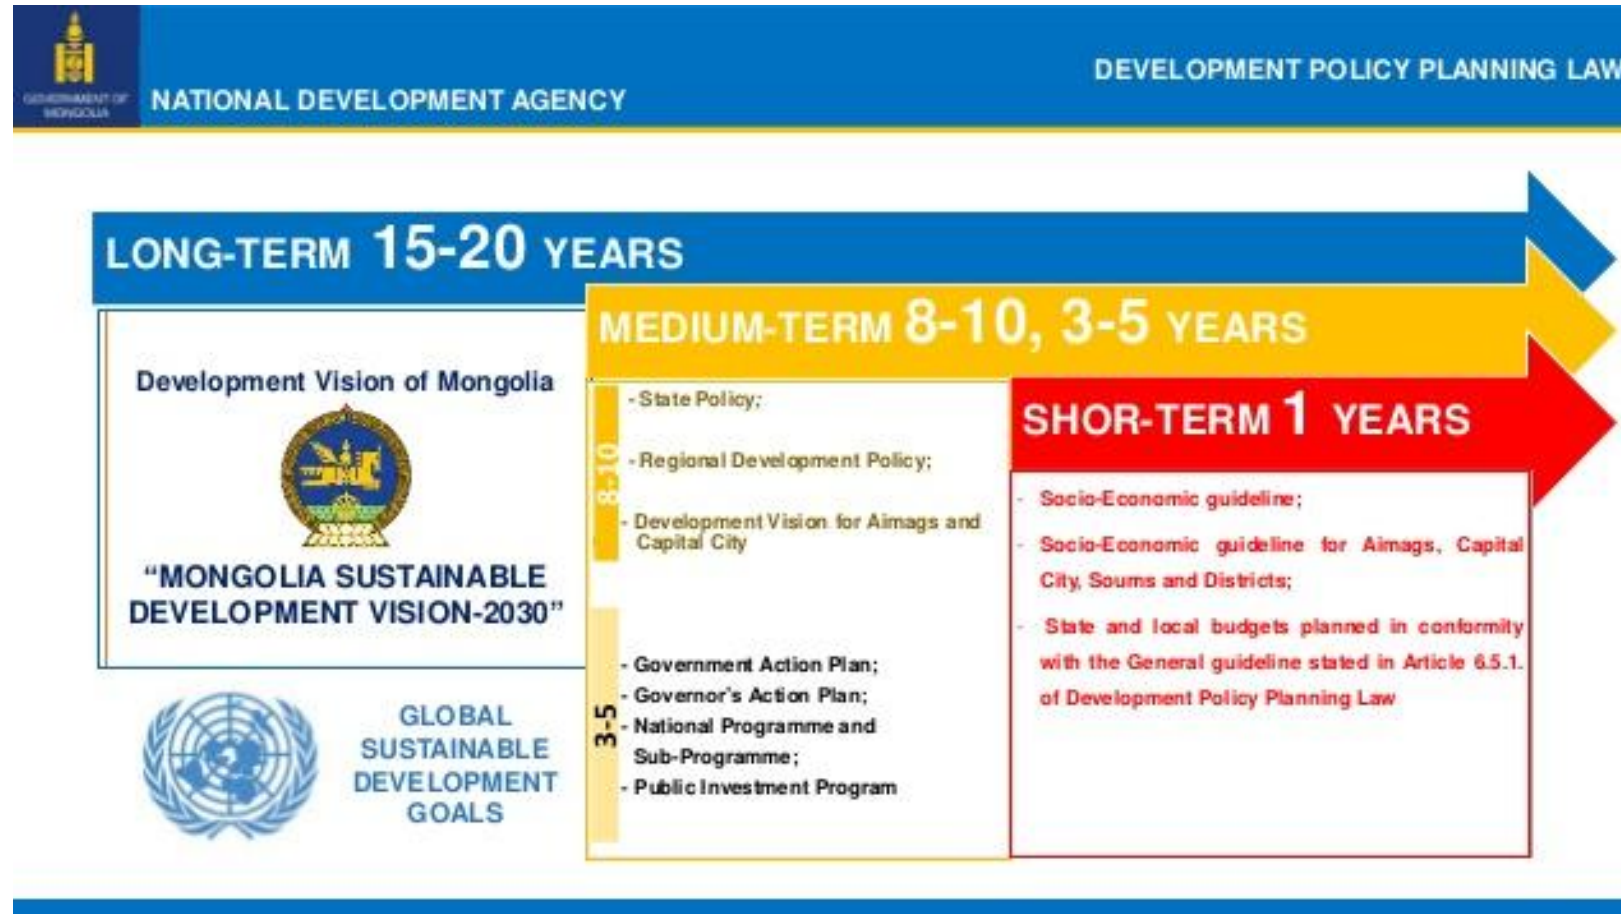 GOVERNMENT OF
MONGOLIA
NATIONAL DEVELOPMENT AGENCY
DEVELOPMENT POLICY PLANNING LAW
LONG-TERM 15-20 YEARS
Development Vision of Mongolia
“MONGOLIA SUSTAINABLE
DEVELOPMENT VISION-2030”
GLOBAL
SUSTAINABLE
DEVELOPMENT
GOALS
MEDIUM-TERM 8-10, 3-5 YEARS
8-10
- State Policy;
- Regional Development Policy;
- Development Vision for Aimags and
Capital City
3-5
- Government Action Plan;
- Governor's Action Plan;
- National Programme and
Sub-Programme;
- Public Investment Program
SHOR-TERM 1 YEARS
- Socio-Economic guideline;
- Socio-Economic guideline for Aimags, Capital
City, Soums and Districts;
- State and local budgets planned in conformity
with the General guideline stated in Article 6.5.1.
of Development Policy Planning Law